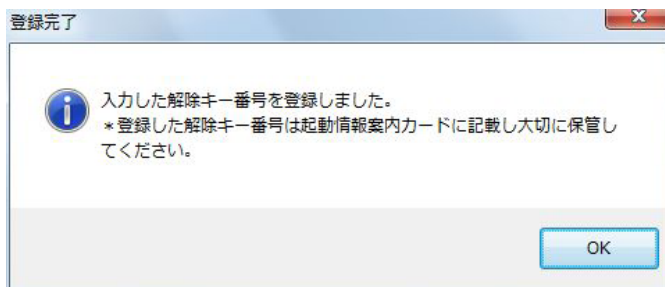 登録完了
入力した解除キー番号を登録しました。
＊登録した解除キー番号は起動情報案内カードに記載し大切に保管し
てください。
OK